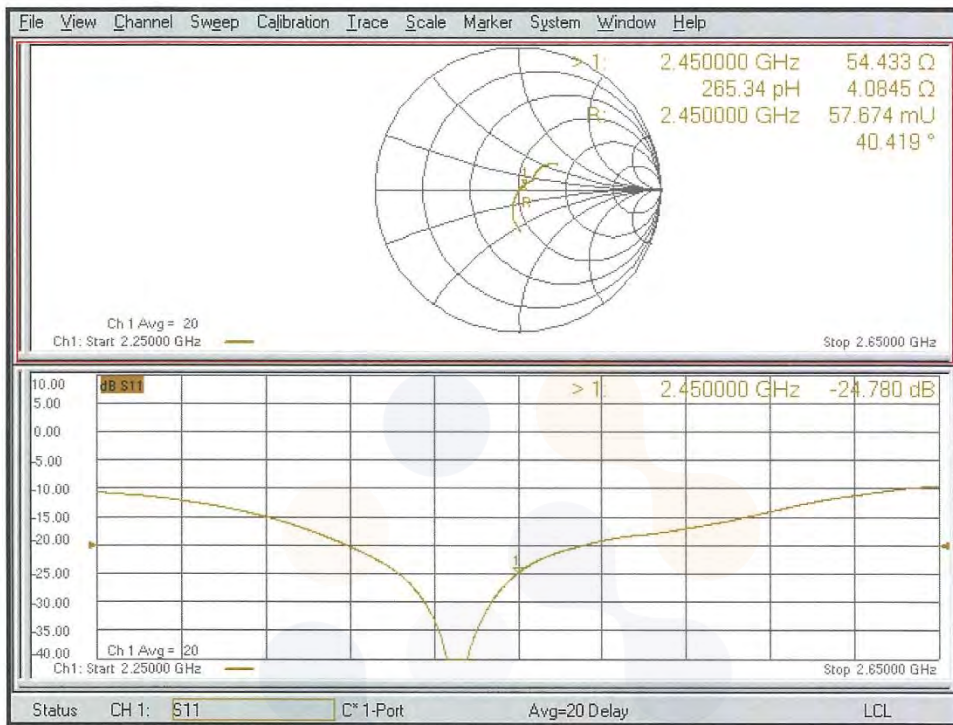 File View Channel Sweep Calibration Trace Scale Marker System Window Help
> 1: 2.450000 GHz 54.433 Ω
265.34 pH 4.0845 Ω
R: 2.450000 GHz 57.674 mU
40.419 °
1
R
Ch 1 Avg = 20
Ch1: Start 2.25000 GHz
Stop 2.65000 GHz
10.00
dB S11
> 1: 2.450000 GHz -24.780 dB
5.00
0.00
-5.00
-10.00
-15.00
-20.00
1
-25.00
-30.00
-35.00
-40.00
Ch 1 Avg = 20
Ch1: Start 2.25000 GHz
Stop 2.65000 GHz
Status CH 1: S11 C* 1-Port Avg=20 Delay LCL